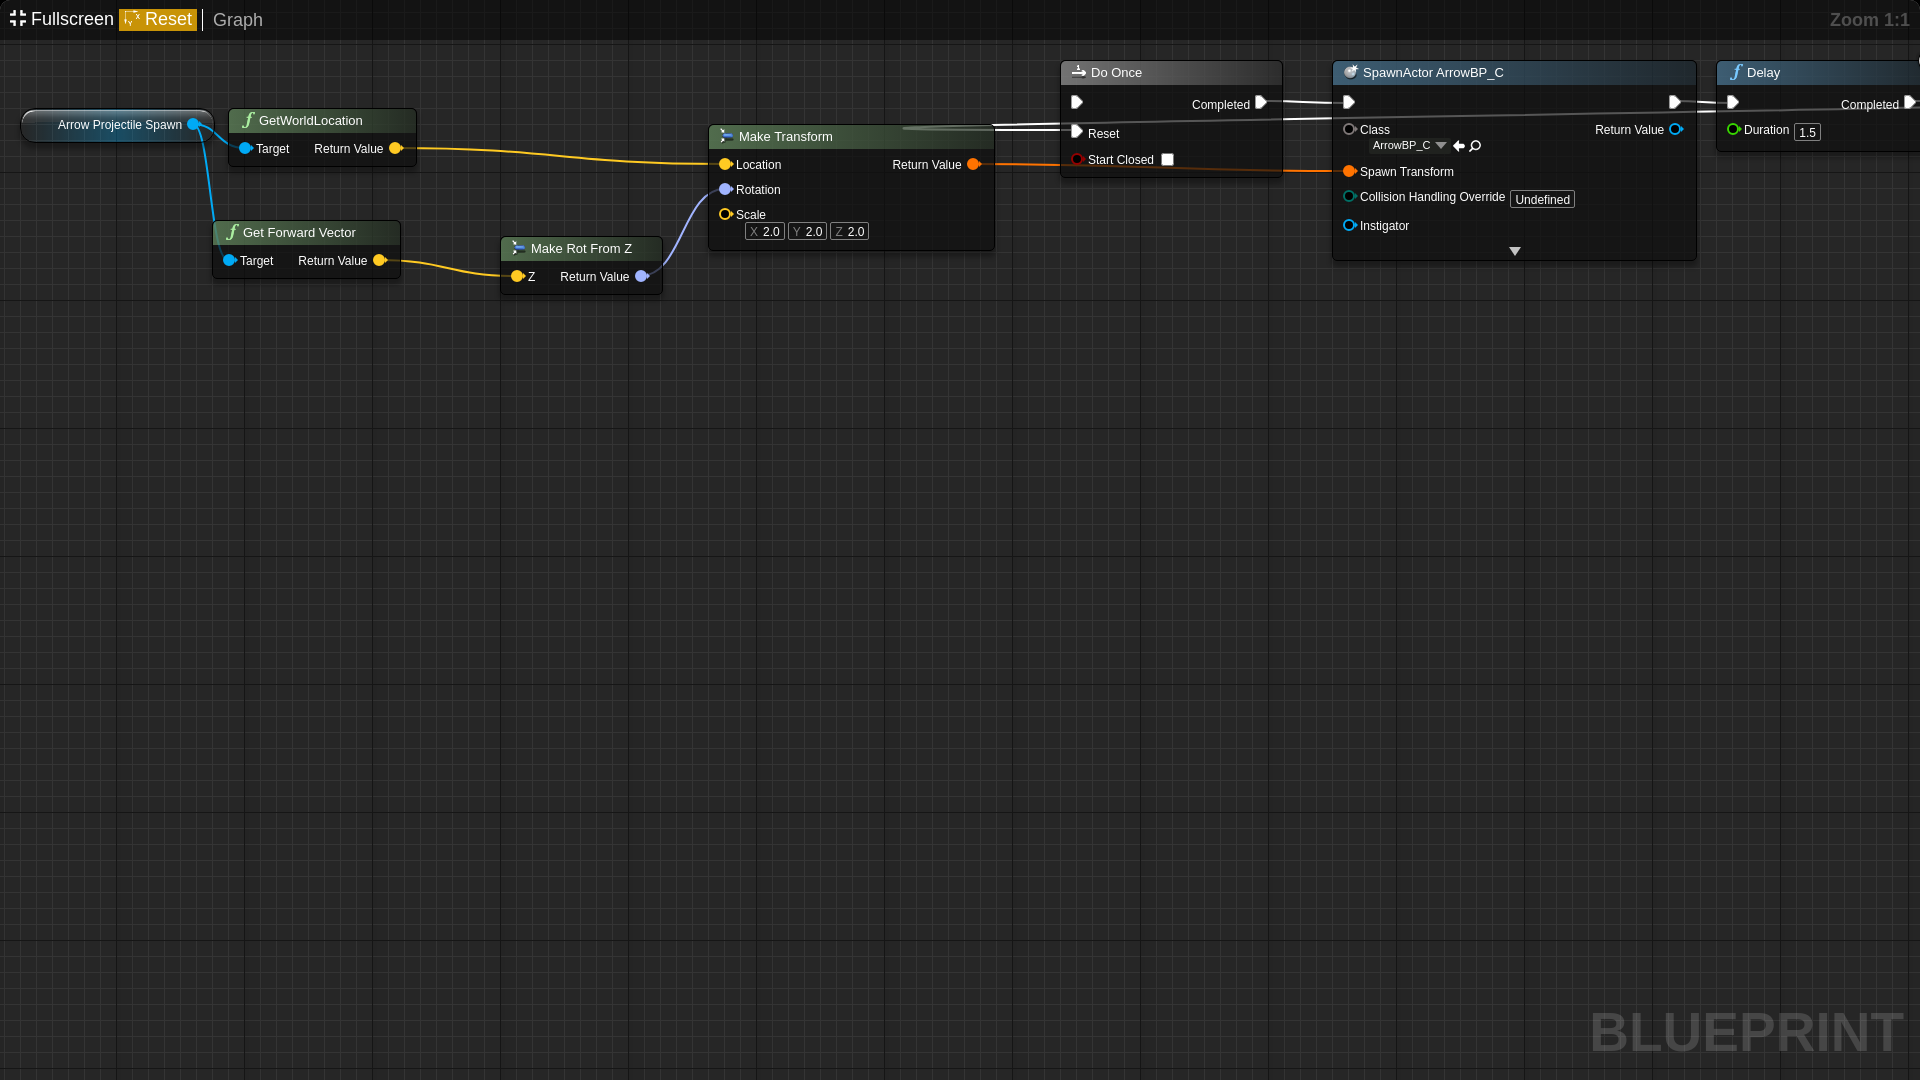 Fullscreen Reset Graph Zoom 1:1
Do Once
Completed
Reset
Start Closed
SpawnActor ArrowBP_C
Class
ArrowBP_C
Return Value
Spawn Transform
Collision Handling Override Undefined
Instigator
Delay
Completed
Duration 1.5
Arrow Projectile Spawn
GetWorldLocation
Target Return Value
Make Transform
Location Return Value
Rotation
Scale
X 2.0 Y 2.0 Z 2.0
Get Forward Vector
Target Return Value
Make Rot From Z
Z Return Value
BLUEPRINT